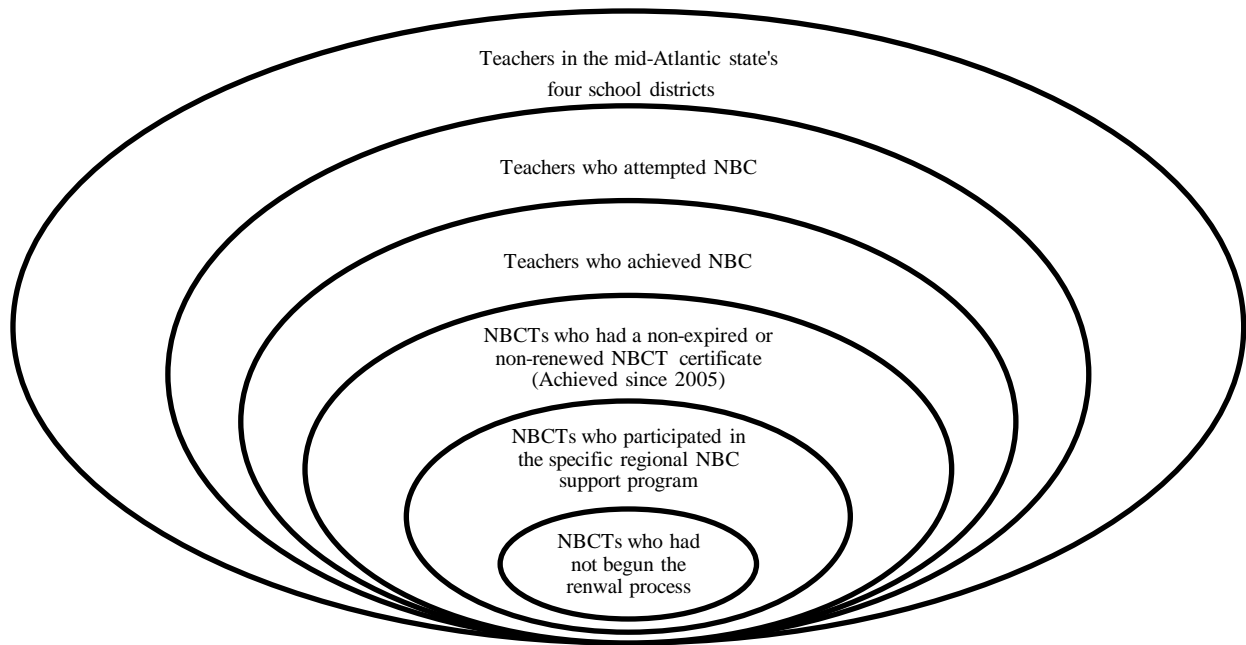 Teachers in the mid-Atlantic state's
four school districts
Teachers who attempted NBC
Teachers who achieved NBC
NBCTs who had a non-expired or
non-renewed NBCT certificate
(Achieved since 2005)
NBCTs who participated in
the specific regional NBC
support program
NBCTs who had
not begun the
renwal process